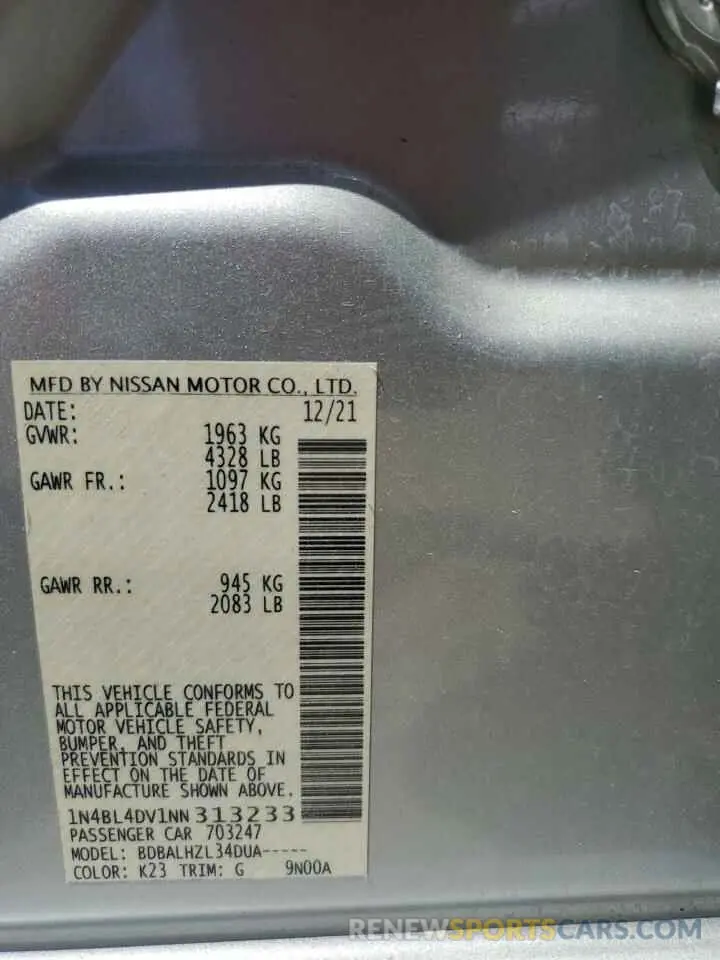 MFD BY NISSAN MOTOR CO., LTD.
DATE: 12/21
GVWR: 1963 KG
4328 LB
GAWR FR.: 1097 KG
2418 LB
GAWR RR.: 945 KG
2083 LB
THIS VEHICLE CONFORMS TO
ALL APPLICABLE FEDERAL
MOTOR VEHICLE SAFETY,
BUMPER, AND THEFT
PREVENTION STANDARDS IN
EFFECT ON THE DATE OF
MANUFACTURE SHOWN ABOVE.
1N4BL4DV1NN313233
PASSENGER CAR 703247
MODEL: BDBALHZL34DUA-----
COLOR: K23 TRIM: G 9N00A
RENEWSPORTSCARS.COM